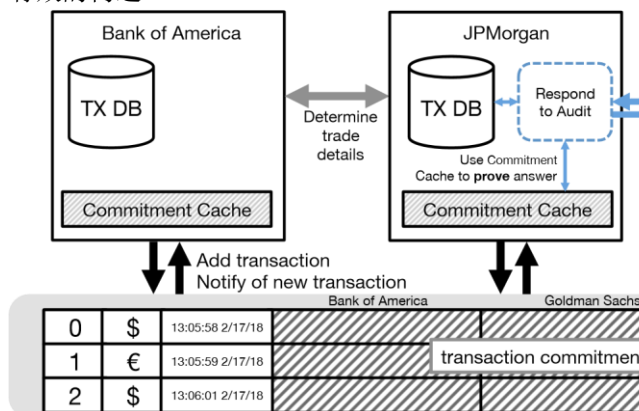 Bank of America
JPMorgan
TX DB
TX DB
Respond
to Audit
Determine
trade
details
Use Commitment
Cache to prove answer
Commitment Cache
Commitment Cache
Add transaction
Notify of new transaction
Bank of America
Goldman Sachs
0 $ 13:05:58 2/17/18
1 € 13:05:59 2/17/18
transaction commitmen
2 $ 13:06:01 2/17/18